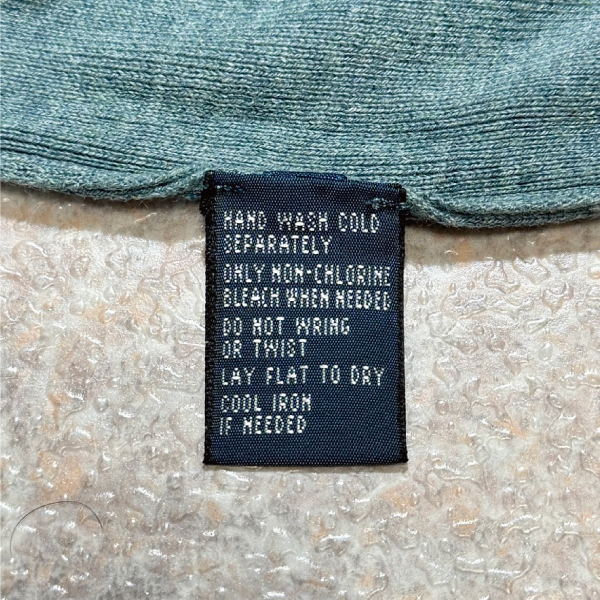 HAND WASH COLD
SEPARATELY
ONLY NON-CHLORINE
BLEACH WHEN NEEDED
DO NOT WRING
OR TWIST
LAY FLAT TO DRY
COOL IRON
IF NEEDED